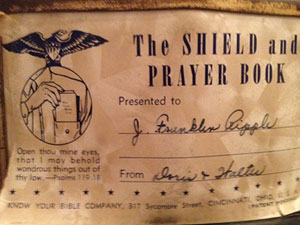 The SHIELD and
PRAYER BOOK
Presented to
J. Franklin Ripple
Open thou mine eyes,
that I may behold
wondrous things out of
thy law.—Psalms 119:18
From Doris & Walter
KNOW YOUR BIBLE COMPANY, 317 Sycamore Street, CINCINNATI, OHIO